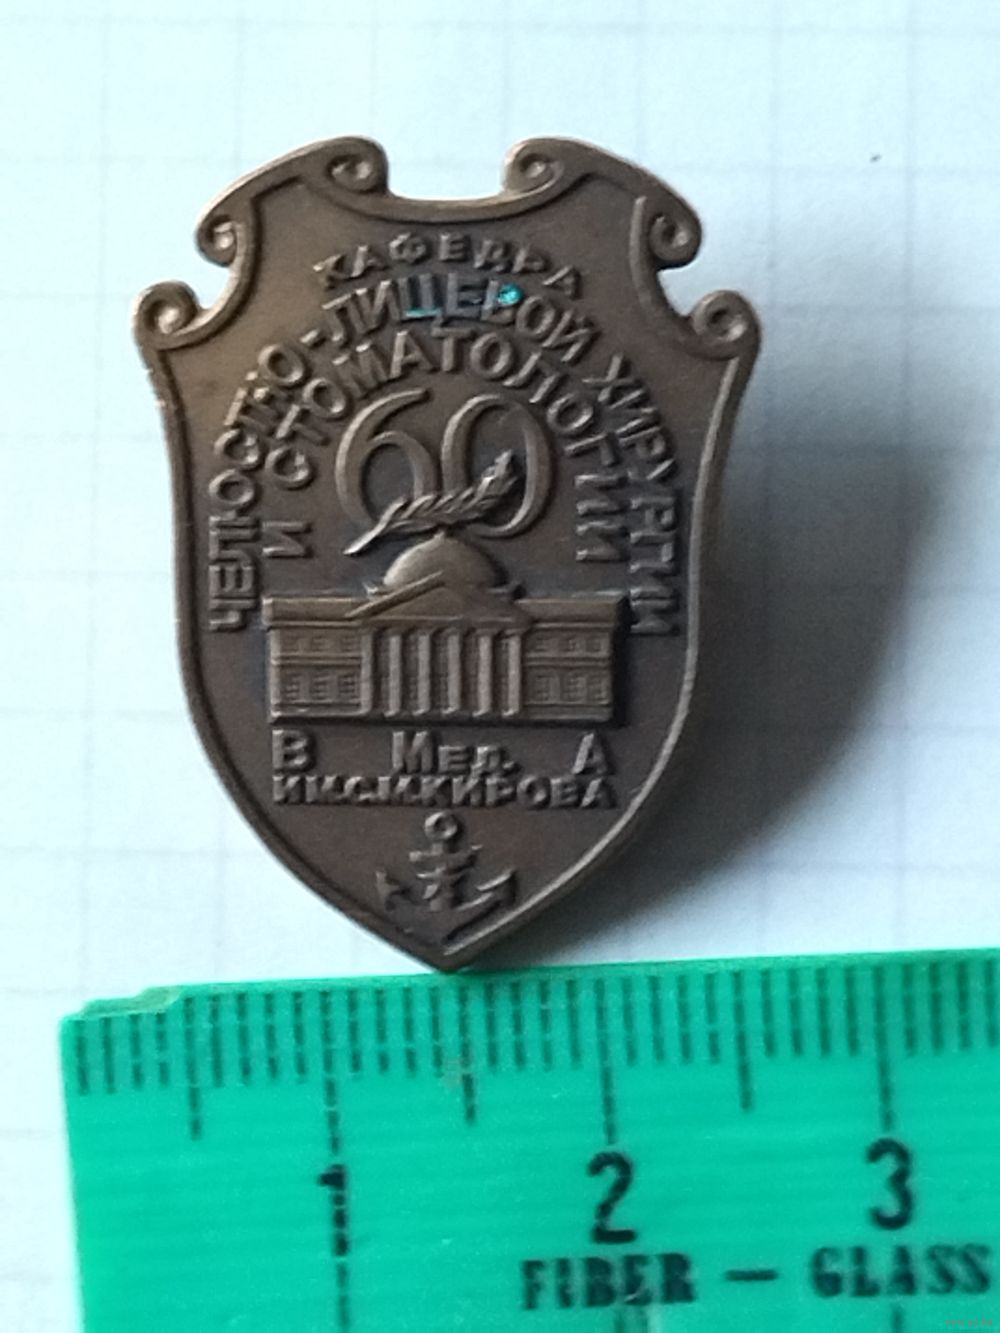 КАФЕДРА
ЧЕЛЮСТНО-ЛИЦЕВОЙ ХИРУРГИИ
И СТОМАТОЛОГИИ
60
В МЕД. А
ИМ.С.М.КИРОВА
1 2 3
FIBER — GLASS